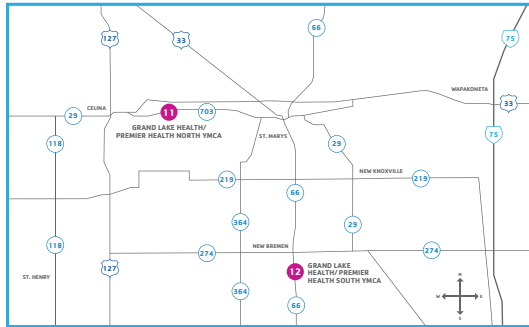 66
127
33
75
WAPAKONETA
33
CELINA
11
703
29
GRAND LAKE HEALTH/
PREMIER HEALTH NORTH YMCA
ST. MARYS
75
118
29
NEW KNOXVILLE
219
219
66
364
29
118
NEW BREMEN
274
274
127
12
GRAND LAKE
HEALTH/PREMIER
HEALTH SOUTH YMCA
ST. HENRY
364
66
N
W
E
S